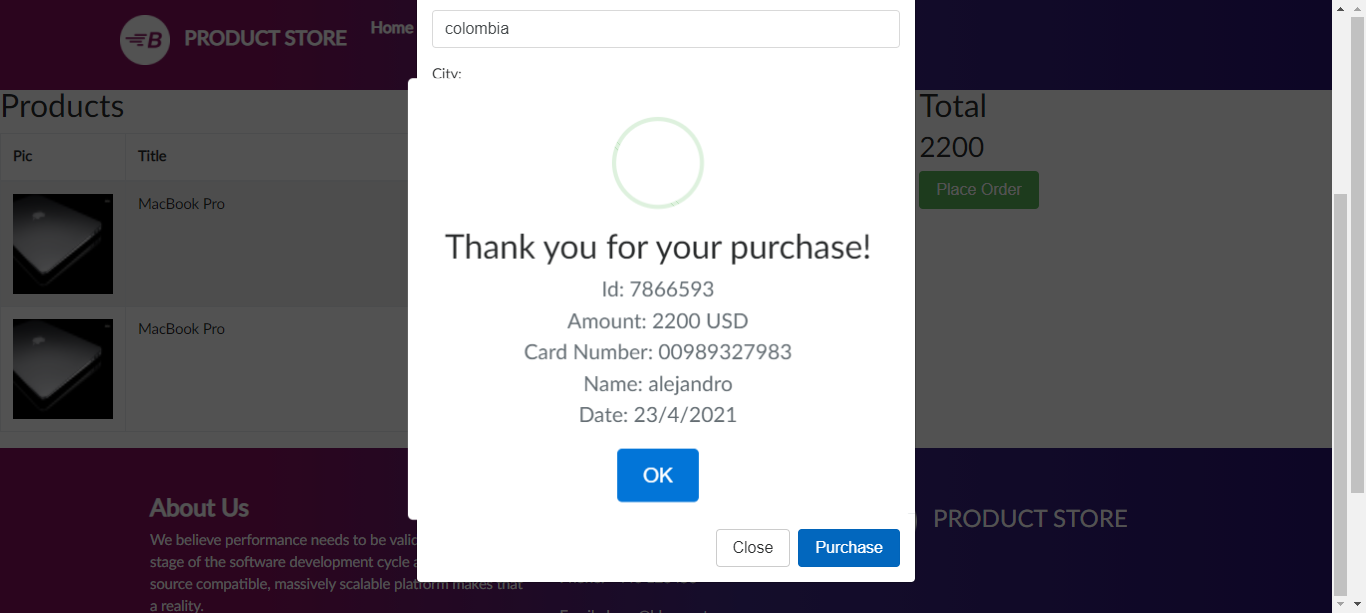 PRODUCT STORE
Home
colombia
City:
Products
Total
2200
Pic
Title
Place Order
MacBook Pro
MacBook Pro
Thank you for your purchase!
Id: 7866593
Amount: 2200 USD
Card Number: 00989327983
Name: alejandro
Date: 23/4/2021
OK
Close
Purchase
About Us
We believe performance needs to be
stage of the software development cycle
source compatible, massively scalable platform makes that
a reality.
PRODUCT STORE